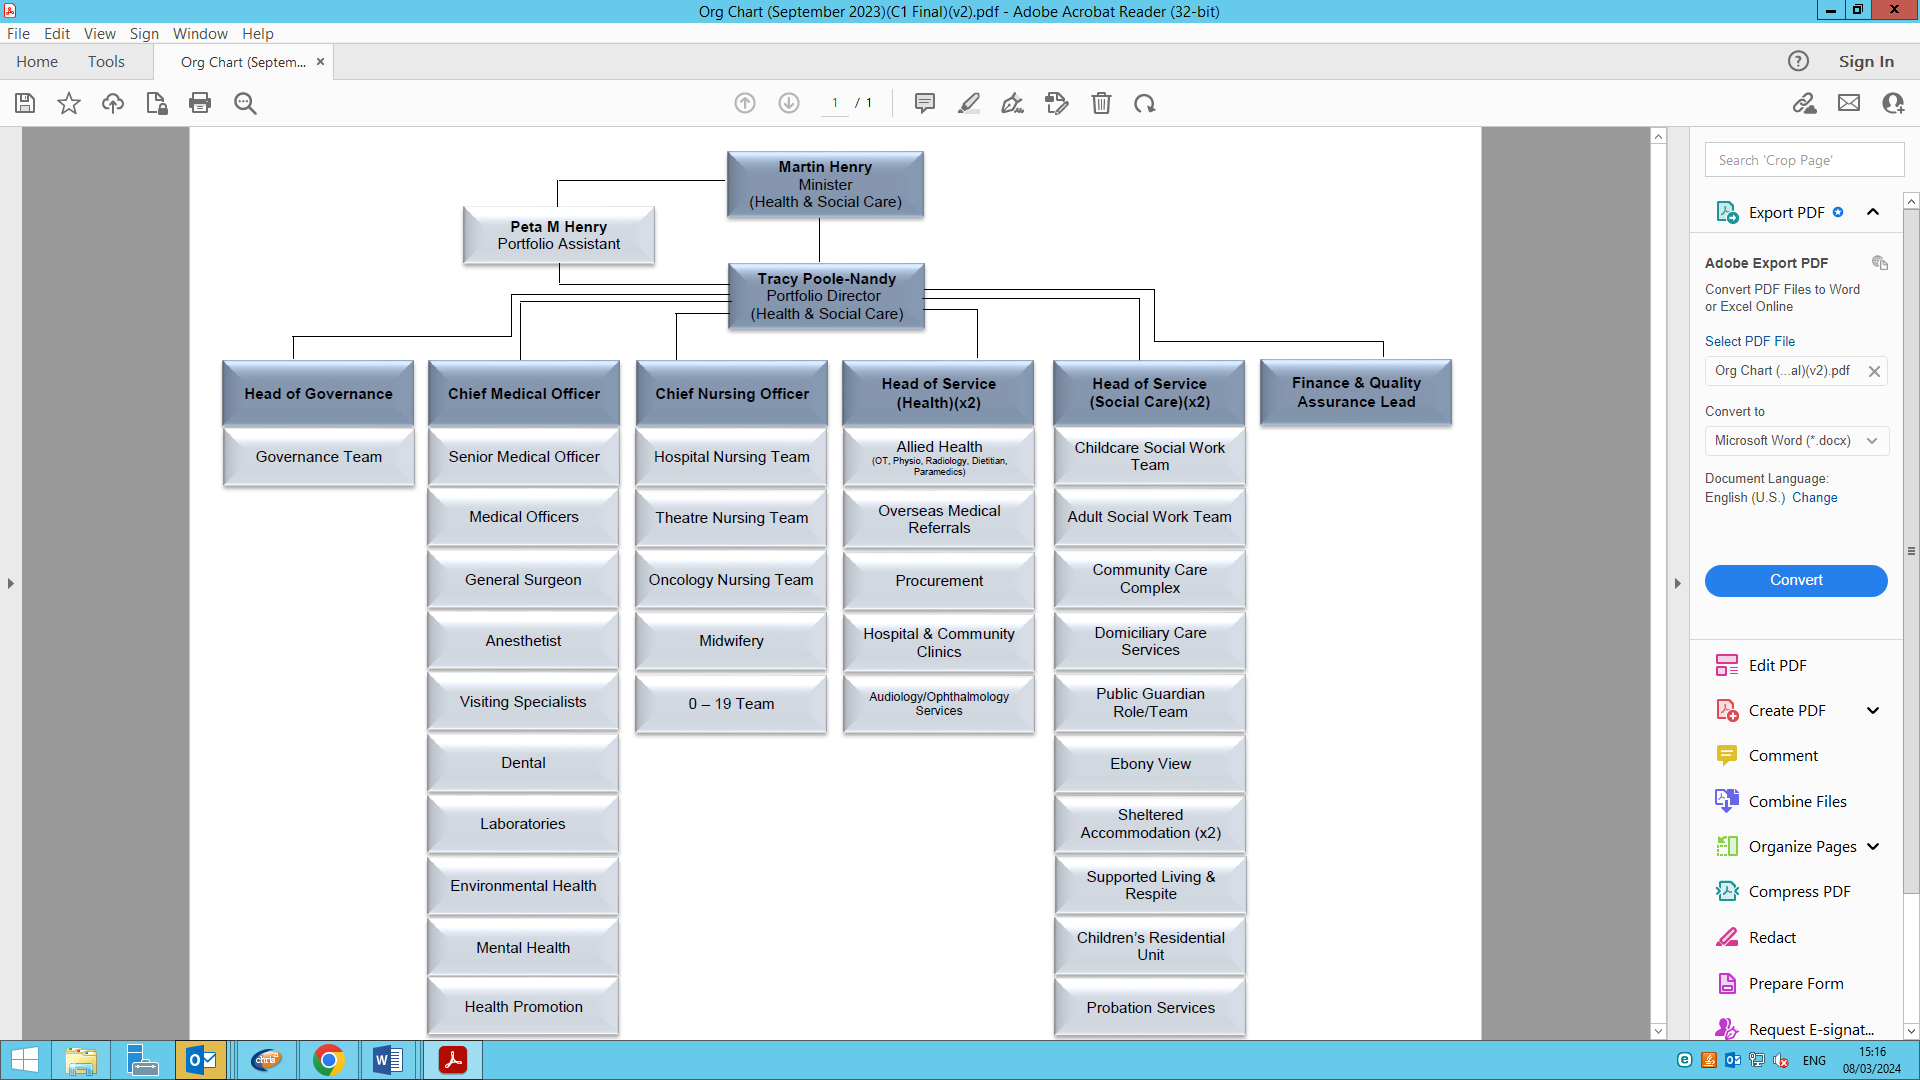 Org Chart (September 2023)(C1 Final)(v2).pdf - Adobe Acrobat Reader (32-bit)
File Edit View Sign Window Help
Home Tools Org Chart (Septem... ×
Sign In
1 / 1
Martin Henry
Minister
(Health & Social Care)
Peta M Henry
Portfolio Assistant
Tracy Poole-Nandy
Portfolio Director
(Health & Social Care)
Head of Governance
Governance Team
Chief Medical Officer
Senior Medical Officer
Medical Officers
General Surgeon
Anesthetist
Visiting Specialists
Dental
Laboratories
Environmental Health
Mental Health
Health Promotion
Chief Nursing Officer
Hospital Nursing Team
Theatre Nursing Team
Oncology Nursing Team
Midwifery
0 – 19 Team
Head of Service
(Health)(x2)
Allied Health
(OT, Physio, Radiology, Dietitian,
Paramedics)
Overseas Medical
Referrals
Procurement
Hospital & Community
Clinics
Audiology/Ophthalmology
Services
Head of Service
(Social Care)(x2)
Childcare Social Work
Team
Adult Social Work Team
Community Care
Complex
Domiciliary Care
Services
Public Guardian
Role/Team
Ebony View
Sheltered
Accommodation (x2)
Supported Living &
Respite
Children's Residential
Unit
Probation Services
Finance & Quality
Assurance Lead
Search 'Crop Page'
Export PDF
Adobe Export PDF
Convert PDF Files to Word
or Excel Online
Select PDF File
Org Chart (...al)(v2).pdf
Convert to
Microsoft Word (*.docx)
Document Language:
English (U.S.) Change
Convert
Edit PDF
Create PDF
Comment
Combine Files
Organize Pages
Compress PDF
Redact
Prepare Form
Request E-signat...
chris
ENG
15:16
08/03/2024